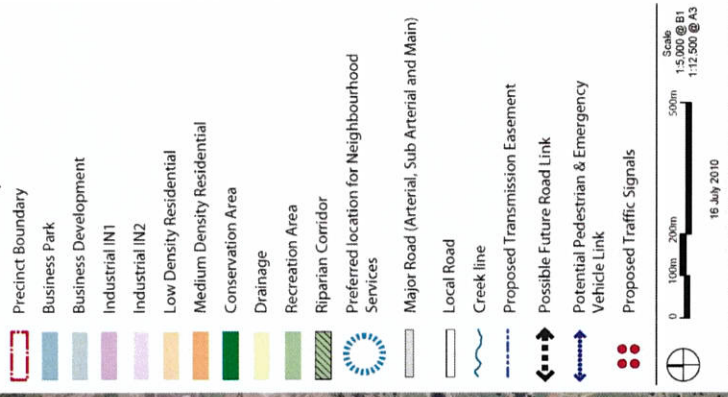 Precinct Boundary
Business Park
Business Development
Industrial IN1
Industrial IN2
Low Density Residential
Medium Density Residential
Conservation Area
Drainage
Recreation Area
Riparian Corridor
Preferred location for Neighbourhood
Services
Major Road (Arterial, Sub Arterial and Main)
Local Road
Creek line
Proposed Transmission Easement
Possible Future Road Link
Potential Pedestrian & Emergency
Vehicle Link
Proposed Traffic Signals
0 100m 200m 500m
Scale
1:5,000 @ B1
1:12,500 @ A3
16 July 2010